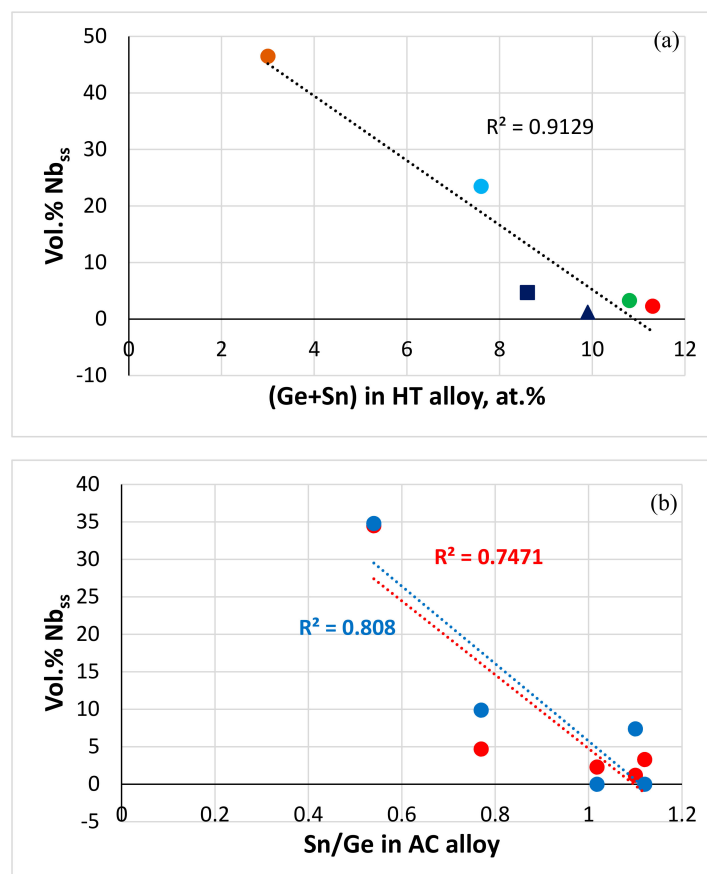 (a)
50
40
30
20
10
0
-10
Vol.% Nbss
R² = 0.9129
0 2 4 6 8 10 12
(Ge+Sn) in HT alloy, at.%
(b)
40
35
30
25
20
15
10
5
0
-5
Vol.% Nbss
R² = 0.7471
R² = 0.808
0 0.2 0.4 0.6 0.8 1 1.2
Sn/Ge in AC alloy